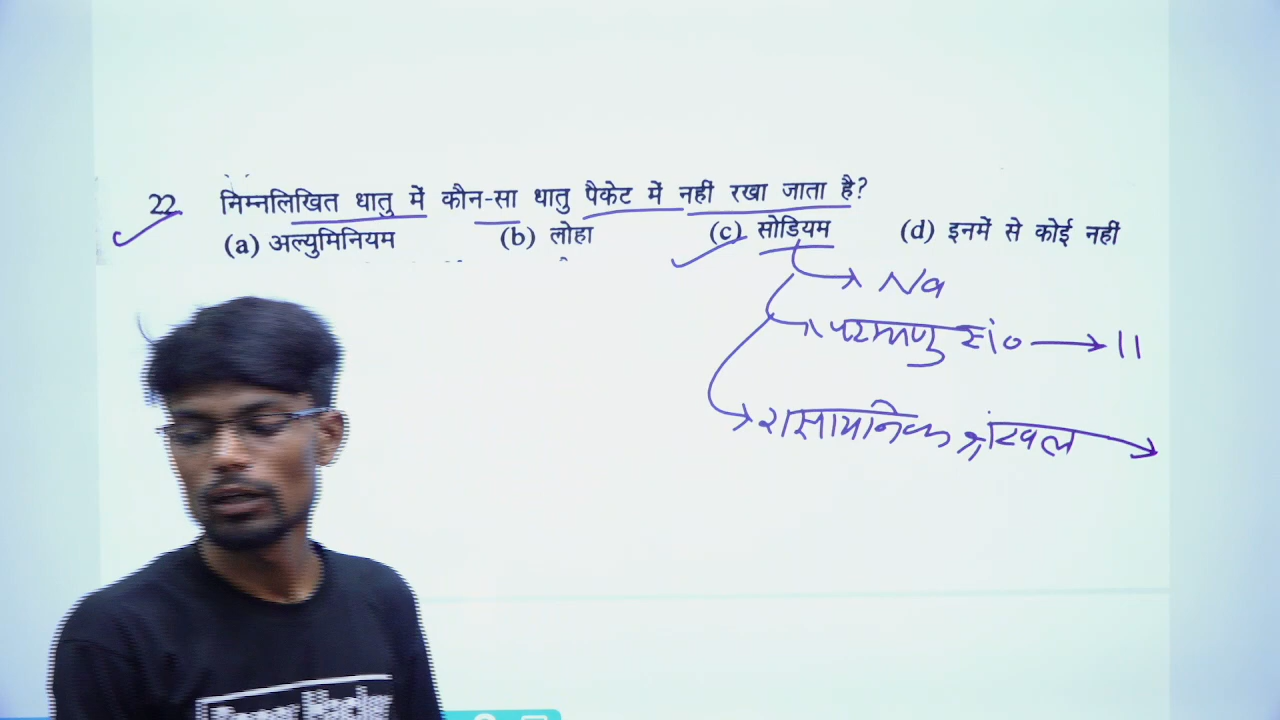 22 निम्नलिखित धातु में कौन-सा धातु पैकेट में नहीं रखा जाता है?
(a) अल्युमिनियम (b) लोहा (c) सोडियम (d) इनमें से कोई नहीं
Na
परमाणु सं० → 11
रासायनिक